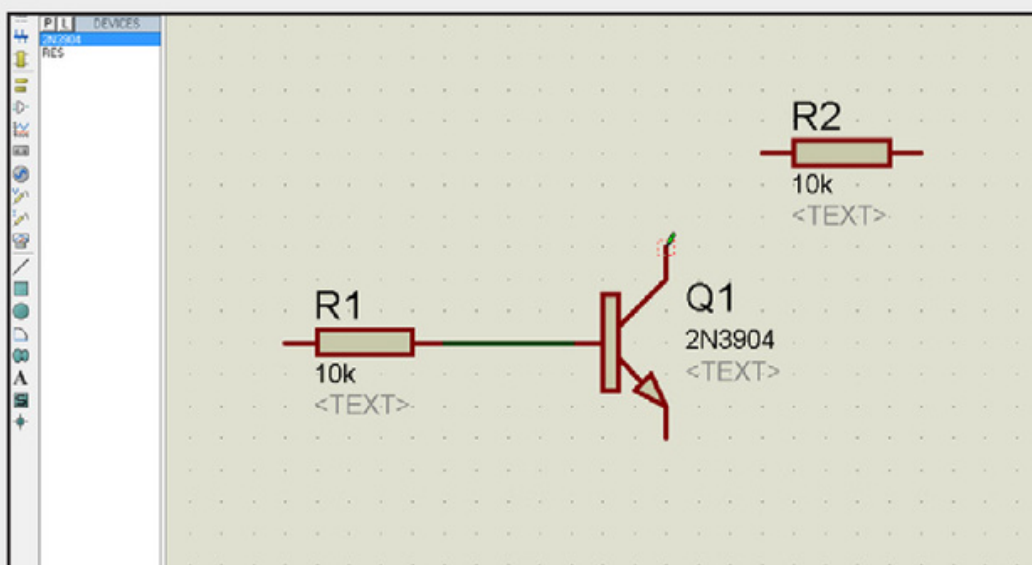 P L DEVICES
2N3904
RES
R2
10k
<TEXT>
R1
10k
<TEXT>
Q1
2N3904
<TEXT>
A
S